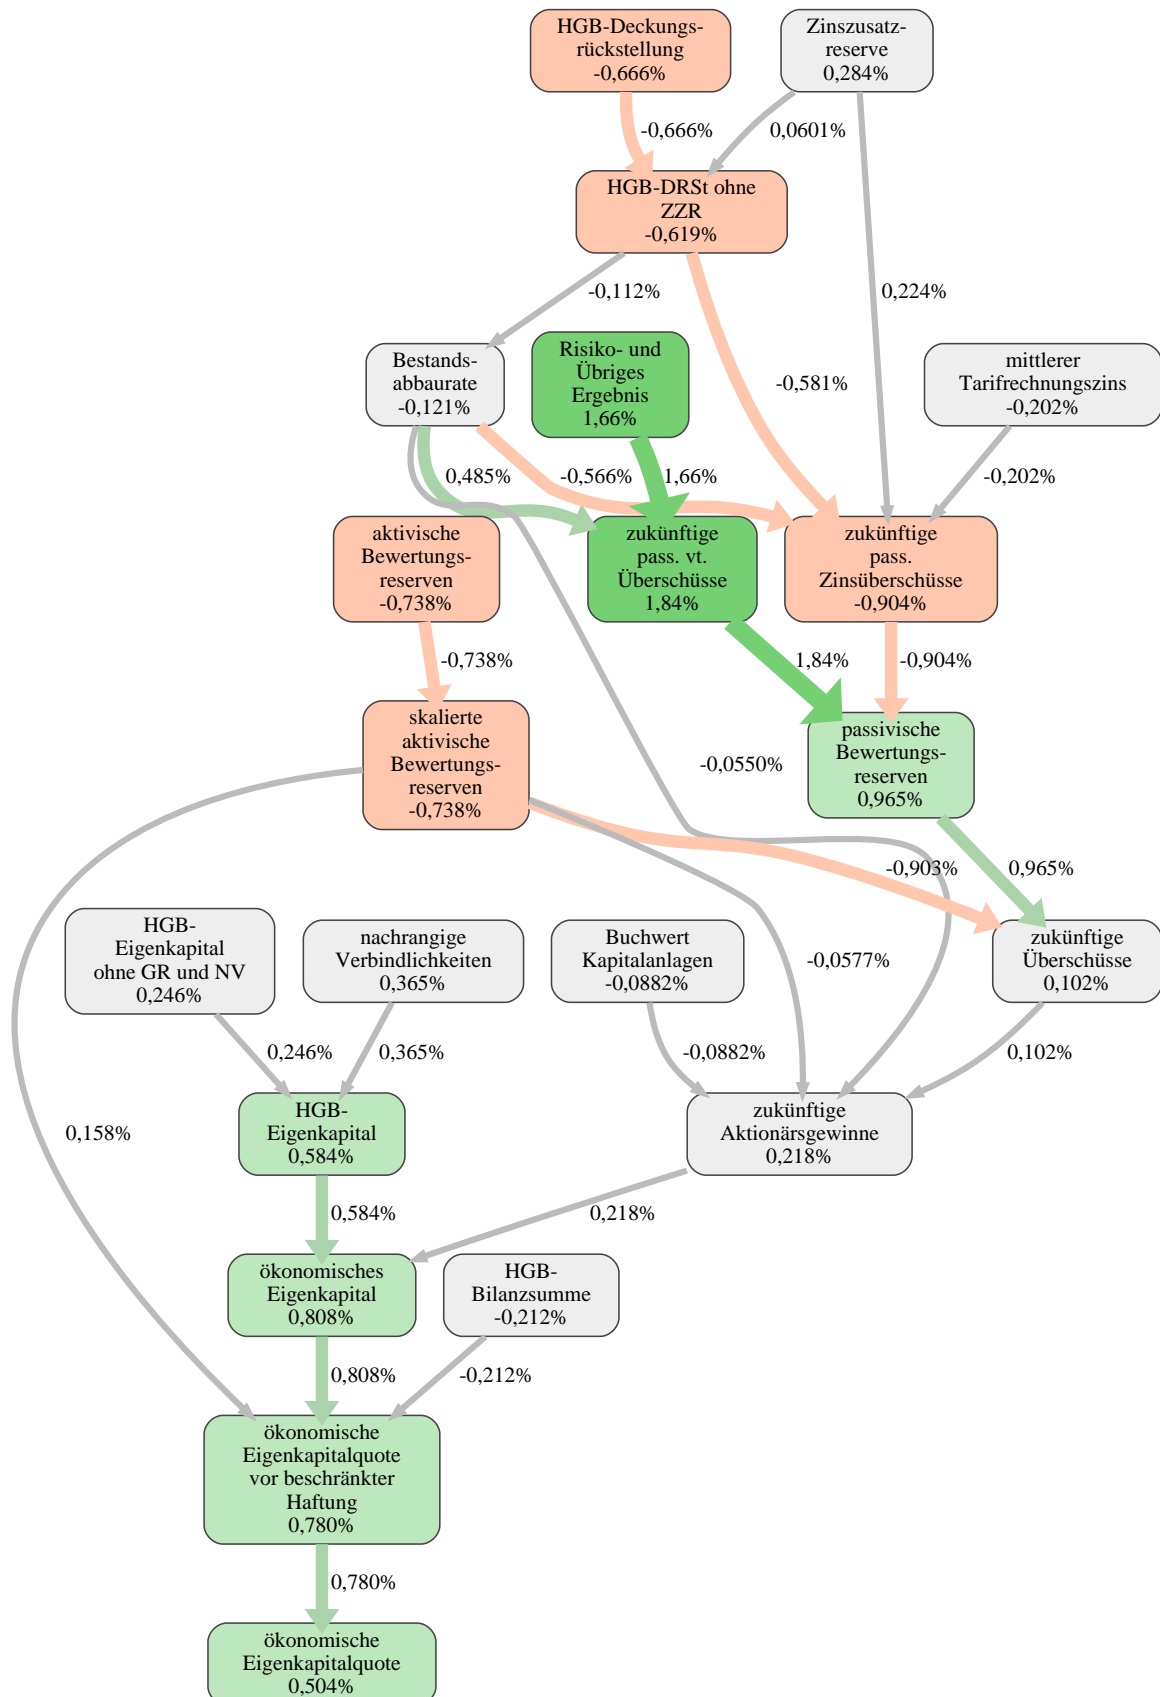 HGB-Deckungs-
rückstellung
-0,666%
Zinszusatz-
reserve
0,284%
-0,666%
0,0601%
HGB-DRSt ohne
ZZR
-0,619%
-0,112%
0,224%
Bestands-
abbaurate
-0,121%
Risiko- und
Übriges
Ergebnis
1,66%
-0,581%
mittlerer
Tarifrechnungszins
-0,202%
0,485%
-0,566%
1,66%
-0,202%
aktivische
Bewertungs-
reserven
-0,738%
zukünftige
pass. vt.
Überschüsse
1,84%
zukünftige
pass.
Zinsüberschüsse
-0,904%
-0,738%
1,84%
-0,904%
skalierte
aktivische
Bewertungs-
reserven
-0,738%
-0,0550%
passivische
Bewertungs-
reserven
0,965%
-0,903%
0,965%
HGB-
Eigenkapital
ohne GR und NV
0,246%
nachrangige
Verbindlichkeiten
0,365%
Buchwert
Kapitalanlagen
-0,0882%
-0,0577%
zukünftige
Überschüsse
0,102%
0,246%
0,365%
-0,0882%
0,102%
0,158%
HGB-
Eigenkapital
0,584%
zukünftige
Aktionärsgewinne
0,218%
0,584%
0,218%
ökonomisches
Eigenkapital
0,808%
HGB-
Bilanzsumme
-0,212%
0,808%
-0,212%
ökonomische
Eigenkapitalquote
vor beschränkter
Haftung
0,780%
0,780%
ökonomische
Eigenkapitalquote
0,504%